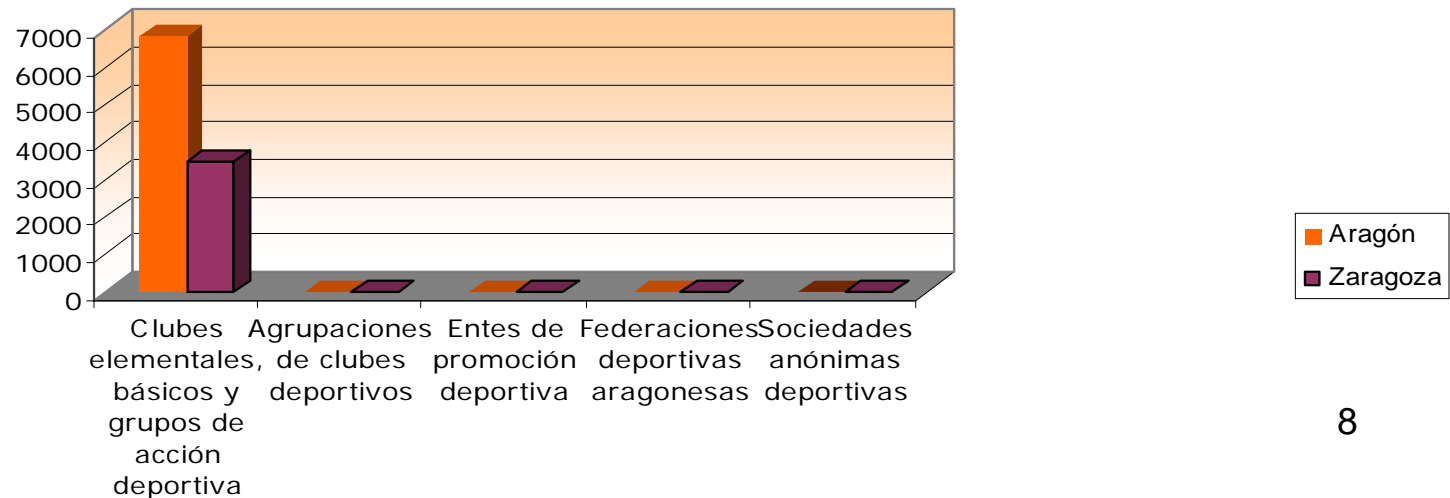 7000
6000
5000
4000
3000
2000
1000
0
Clubes
elementales,
básicos y
grupos de
acción
deportiva
Agrupaciones
de clubes
deportivos
Entes de
promoción
deportiva
Federaciones
deportivas
aragonesas
Sociedades
anónimas
deportivas
Aragón
Zaragoza
8